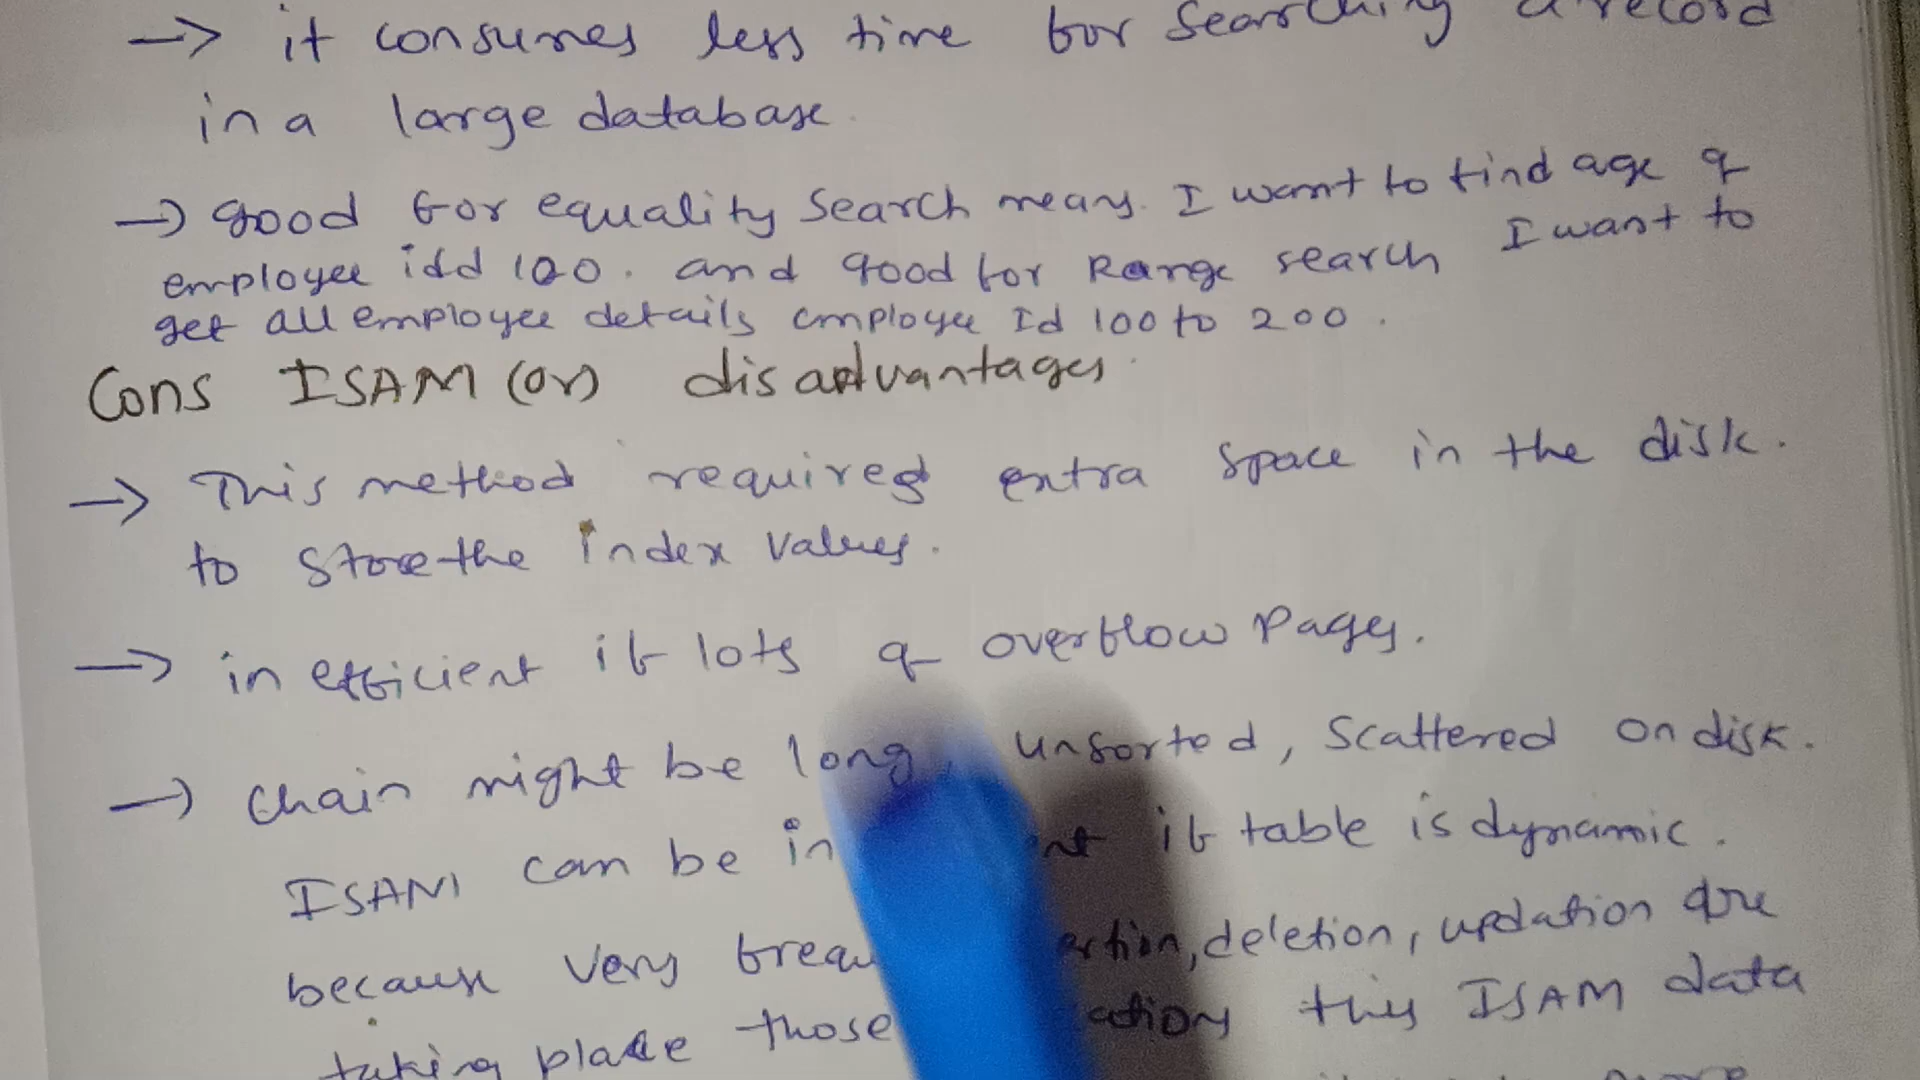 → it consumes less time for Searching a record
in a large database.
→ good for equality Search means. I want to find age of
employee idd 100. and good for Range search I want to
get all employee details employee Id 100 to 200.
Cons ISAM (or) disadvantages.
→ This method required extra space in the disk.
to store the index values.
→ in efficient if lots of overflow Pages.
→ chain might be long, unsorted, Scattered on disk.
ISAM can be if table is dynamic.
because very deletion, updation are
taking place those this ISAM data
more